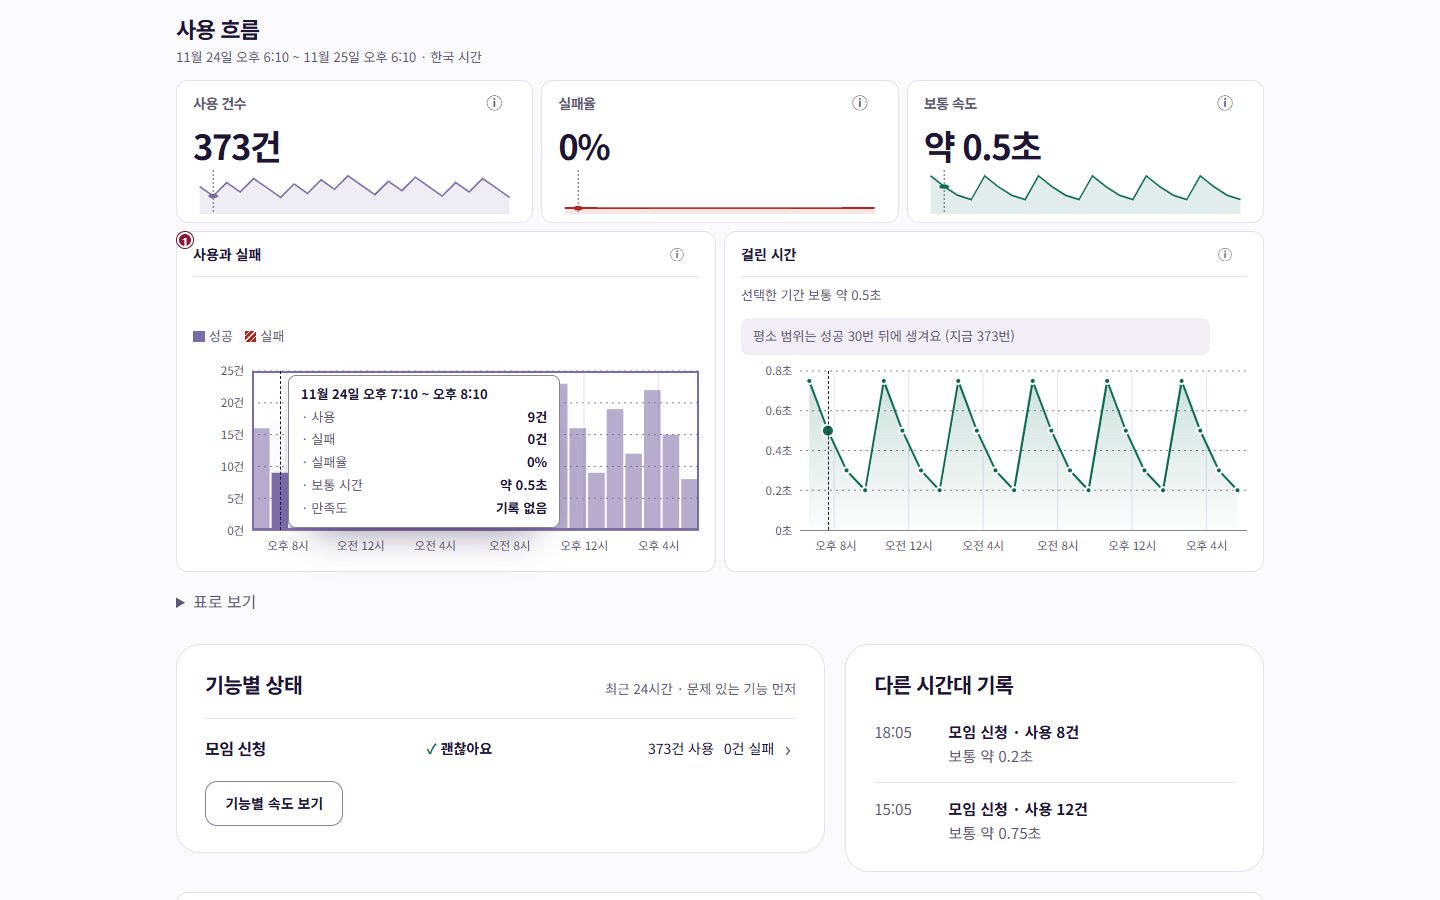 사용 흐름
11월 24일 오후 6:10 ~ 11월 25일 오후 6:10 · 한국 시간
사용 건수
373건
실패율
0%
보통 속도
약 0.5초
1
사용과 실패
성공 실패
25건
20건
15건
10건
5건
0건
11월 24일 오후 7:10 ~ 오후 8:10
· 사용 9건
· 실패 0건
· 실패율 0%
· 보통 시간 약 0.5초
· 만족도 기록 없음
오후 8시 오전 12시 오전 4시 오전 8시 오후 12시 오후 4시
걸린 시간
선택한 기간 보통 약 0.5초
평소 범위는 성공 30번 뒤에 생겨요 (지금 373번)
0.8초
0.6초
0.4초
0.2초
0초
오후 8시 오전 12시 오전 4시 오전 8시 오후 12시 오후 4시
▶ 표로 보기
기능별 상태
최근 24시간 · 문제 있는 기능 먼저
모임 신청 ✓ 괜찮아요 373건 사용 0건 실패 ›
기능별 속도 보기
다른 시간대 기록
18:05 모임 신청 · 사용 8건
보통 약 0.2초
15:05 모임 신청 · 사용 12건
보통 약 0.75초